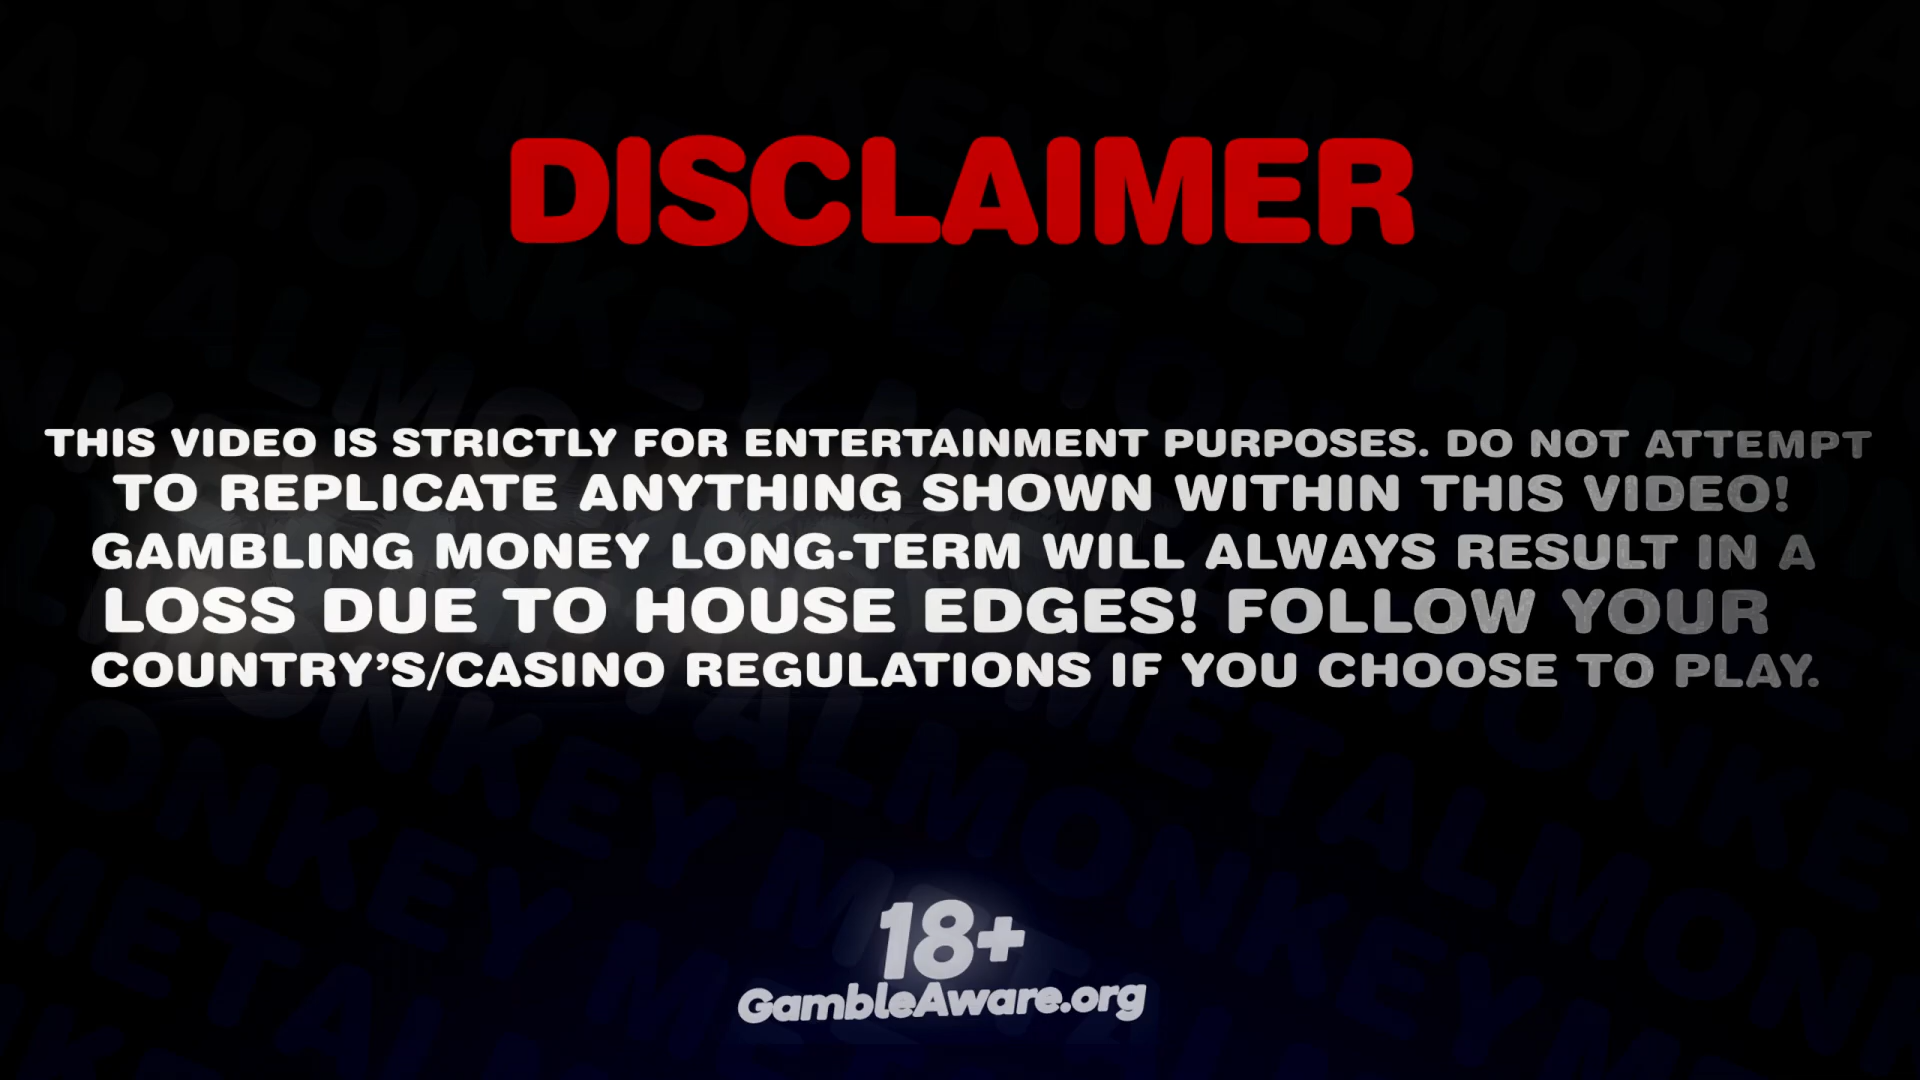 DISCLAIMER
THIS VIDEO IS STRICTLY FOR ENTERTAINMENT PURPOSES. DO NOT ATTEMPT
TO REPLICATE ANYTHING SHOWN WITHIN THIS VIDEO!
GAMBLING MONEY LONG-TERM WILL ALWAYS RESULT IN A
LOSS DUE TO HOUSE EDGES! FOLLOW YOUR
COUNTRY’S/CASINO REGULATIONS IF YOU CHOOSE TO PLAY.
18+
GambleAware.org